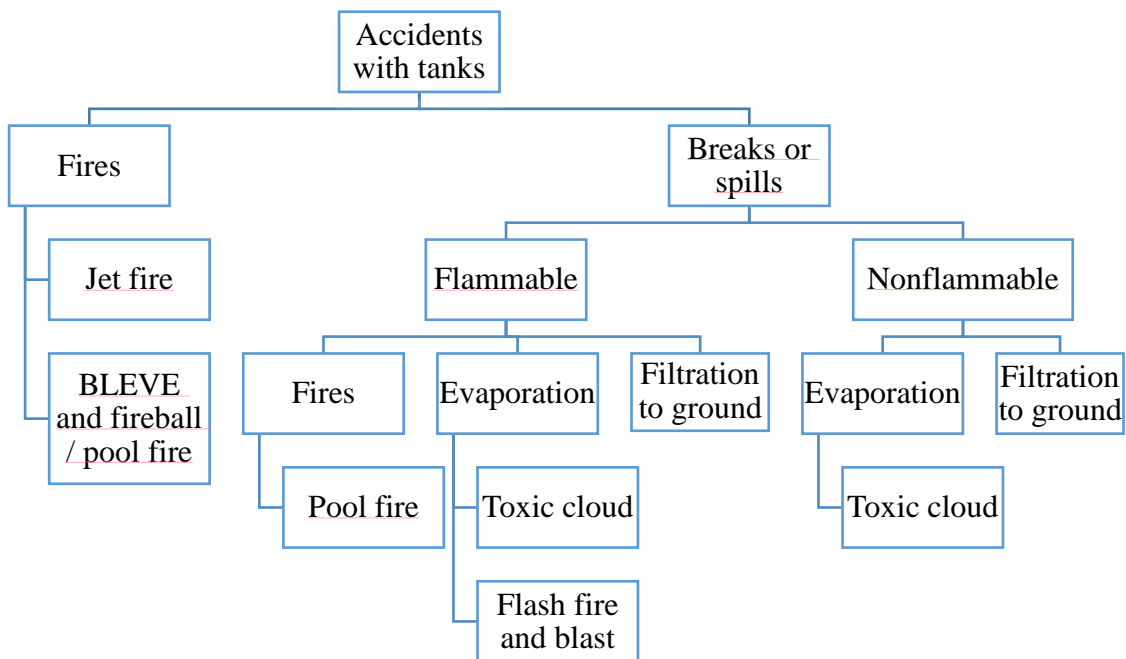 Accidents
with tanks
Fires
Breaks or
spills
Jet fire
Flammable
Nonflammable
BLEVE
and fireball
/ pool fire
Fires
Evaporation
Filtration
to ground
Evaporation
Filtration
to ground
Pool fire
Toxic cloud
Toxic cloud
Flash fire
and blast